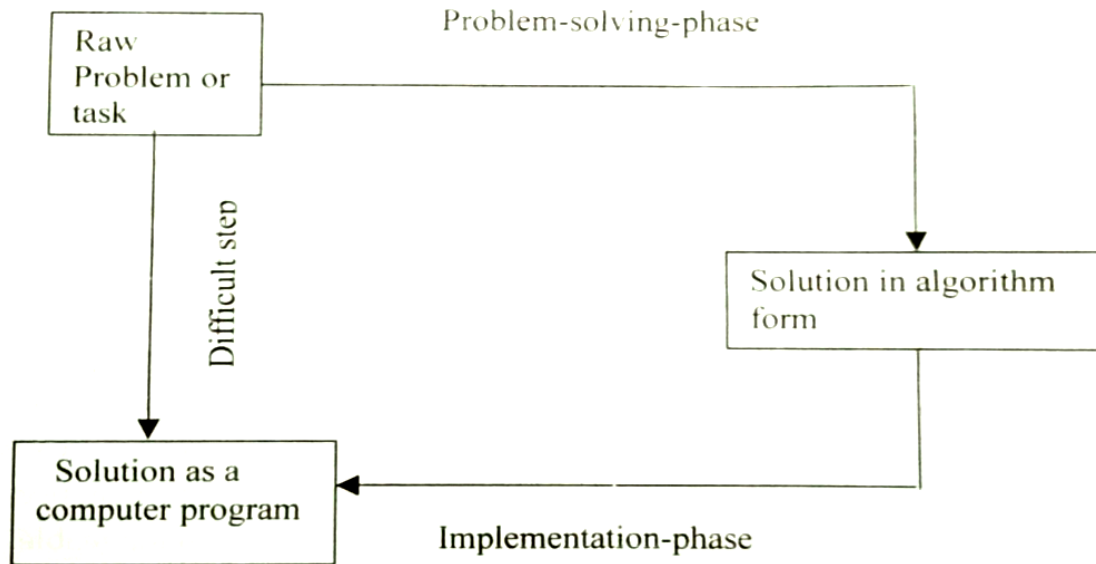 Problem-solving-phase
Raw
Problem or
task
Difficult step
Solution in algorithm
form
Solution as a
computer program
Implementation-phase